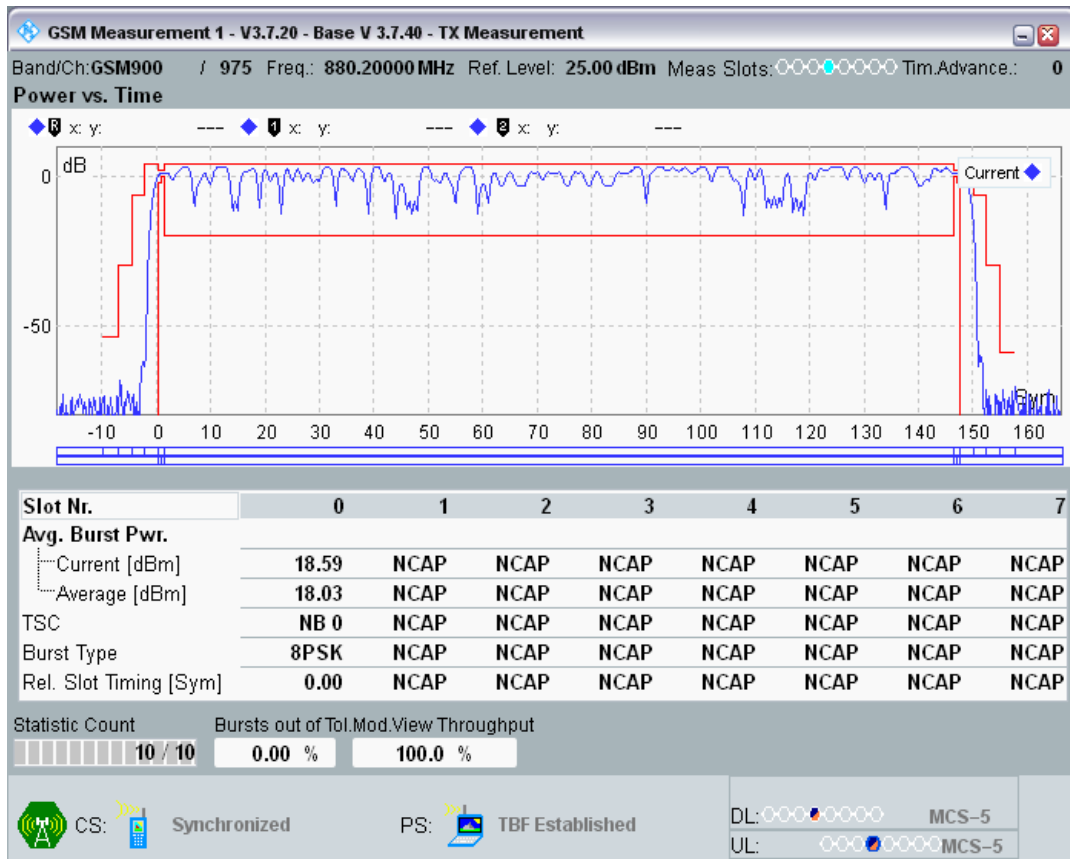 GSM Measurement 1 - V3.7.20 - Base V 3.7.40 - TX Measurement
Band/Ch:GSM900 / 975 Freq.: 880.20000 MHz Ref. Level: 25.00 dBm Meas Slots: Tim.Advance.: 0
Power vs. Time
R x: y: --- 1 x: y: --- 2 x: y: ---
dB
Current
0
-50
Sym
-10 0 10 20 30 40 50 60 70 80 90 100 110 120 130 140 150 160
Slot Nr. 0 1 2 3 4 5 6 7
Avg. Burst Pwr.
Current [dBm] 18.59 NCAP NCAP NCAP NCAP NCAP NCAP NCAP
Average [dBm] 18.03 NCAP NCAP NCAP NCAP NCAP NCAP NCAP
TSC NB 0 NCAP NCAP NCAP NCAP NCAP NCAP NCAP
Burst Type 8PSK NCAP NCAP NCAP NCAP NCAP NCAP NCAP
Rel. Slot Timing [Sym] 0.00 NCAP NCAP NCAP NCAP NCAP NCAP NCAP
Statistic Count Bursts out of Tol.Mod.View Throughput
10 / 10 0.00 % 100.0 %
CS: Synchronized PS: TBF Established DL: MCS-5
UL: MCS-5